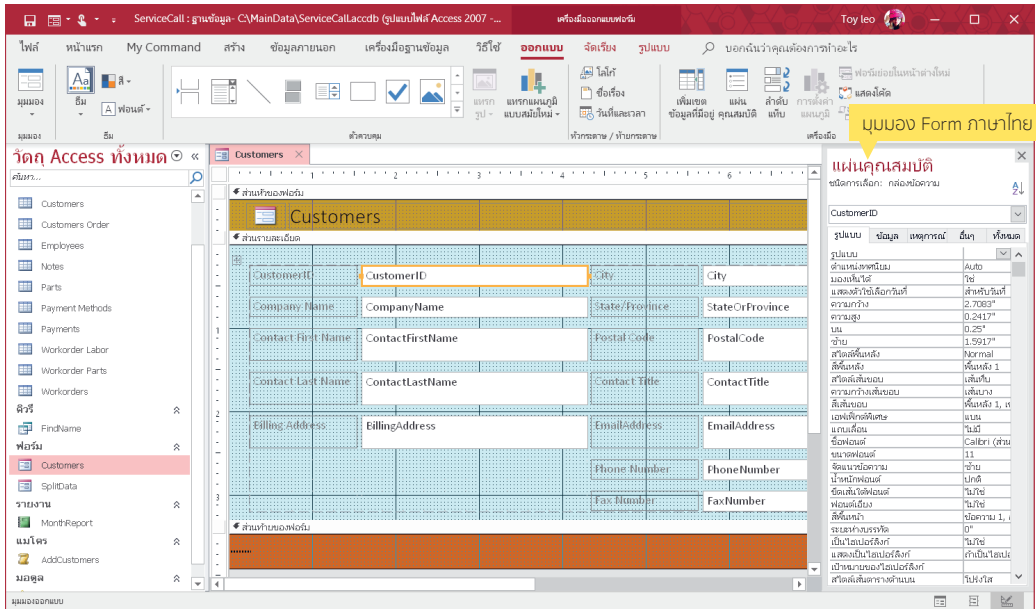 ServiceCall : ฐานข้อมูล- C:\MainData\ServiceCall.accdb (รูปแบบไฟล์ Access 2007 -...
เครื่องมือออกแบบฟอร์ม
Toy leo
ไฟล์ หน้าแรก My Command สร้าง ข้อมูลภายนอก เครื่องมือฐานข้อมูล วิธีใช้ ออกแบบ จัดเรียง รูปแบบ บอกฉันว่าคุณต้องการทำอะไร
มุมมอง
ธีม
สี
ฟอนต์
แทรกรูป
แทรกแผนภูมิแบบสมัยใหม่
โลโก้
ชื่อเรื่อง
วันที่และเวลา
เพิ่มเขตข้อมูลที่มีอยู่
แผ่นคุณสมบัติ
ลำดับแท็บ
การตั้งค่าแผนภูมิ
ฟอร์มย่อยในหน้าต่างใหม่
แสดงโค้ด
มุมมอง ธีม ตัวควบคุม หัวกระดาษ / ท้ายกระดาษ เครื่องมือ
มุมมอง Form ภาษาไทย
วัตถุ Access ทั้งหมด
ค้นหา...
Customers
Customers Order
Employees
Notes
Parts
Payment Methods
Payments
Workorder Labor
Workorder Parts
Workorders
คิวรี
FindName
ฟอร์ม
Customers
SplitData
รายงาน
MonthReport
แมโคร
AddCustomers
มอดูล
Customers
1 2 3 4 5 6
ส่วนหัวของฟอร์ม
Customers
ส่วนรายละเอียด
CustomerID CustomerID City City
Company Name CompanyName State/Province StateOrProvince
Contact First Name ContactFirstName Postal Code PostalCode
Contact Last Name ContactLastName Contact Title ContactTitle
Billing Address BillingAddress EmailAddress EmailAddress
Phone Number PhoneNumber
Fax Number FaxNumber
ส่วนท้ายของฟอร์ม
แผ่นคุณสมบัติ
ชนิดการเลือก: กล่องข้อความ
CustomerID
รูปแบบ ข้อมูล เหตุการณ์ อื่นๆ ทั้งหมด
รูปแบบ
ตำแหน่งทศนิยม Auto
มองเห็นได้ ใช่
แสดงตัวใช้เลือกวันที่ สำหรับวันที่
ความกว้าง 2.7083"
ความสูง 0.2417"
บน 0.25"
ซ้าย 1.5917"
สไตล์พื้นหลัง Normal
สีพื้นหลัง พื้นหลัง 1
สไตล์เส้นขอบ เส้นทึบ
ความกว้างเส้นขอบ เส้นบาง
สีเส้นขอบ พื้นหลัง 1,
เอฟเฟ็กต์พิเศษ แบน
แถบเลื่อน ไม่มี
ชื่อฟอนต์ Calibri (ส่วน
ขนาดฟอนต์ 11
จัดแนวข้อความ ซ้าย
น้ำหนักฟอนต์ ปกติ
ขีดเส้นใต้ฟอนต์ ไม่ใช่
ฟอนต์เอียง ไม่ใช่
สีพื้นหน้า ข้อความ 1,
ระยะห่างบรรทัด 0"
เป็นไฮเปอร์ลิงก์ ไม่ใช่
แสดงเป็นไฮเปอร์ลิงก์ ถ้าเป็นไฮเปอ
เป้าหมายของไฮเปอร์ลิงก์
สไตล์เส้นตารางด้านบน โปร่งใส
มุมมองออกแบบ